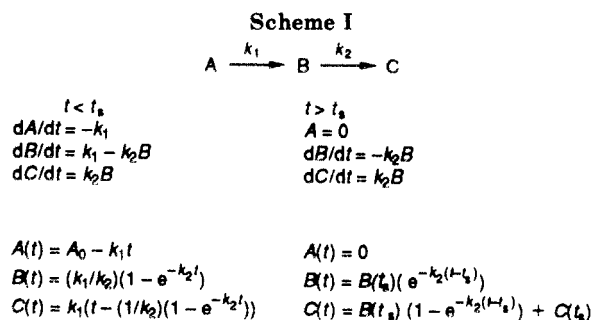 Scheme I
k₁ k₂
A ⟶ B ⟶ C
t < tₛ
dA/dt = −k₁
dB/dt = k₁ − k₂B
dC/dt = k₂B
t > tₛ
A = 0
dB/dt = −k₂B
dC/dt = k₂B
A(t) = A₀ − k₁t
B(t) = (k₁/k₂)(1 − e^(−k₂t))
C(t) = k₁(t − (1/k₂)(1 − e^(−k₂t)))
A(t) = 0
B(t) = B(tₛ)( e^(−k₂(t−tₛ)))
C(t) = B(tₛ) (1 − e^(−k₂(t−tₛ))) + C(tₛ)